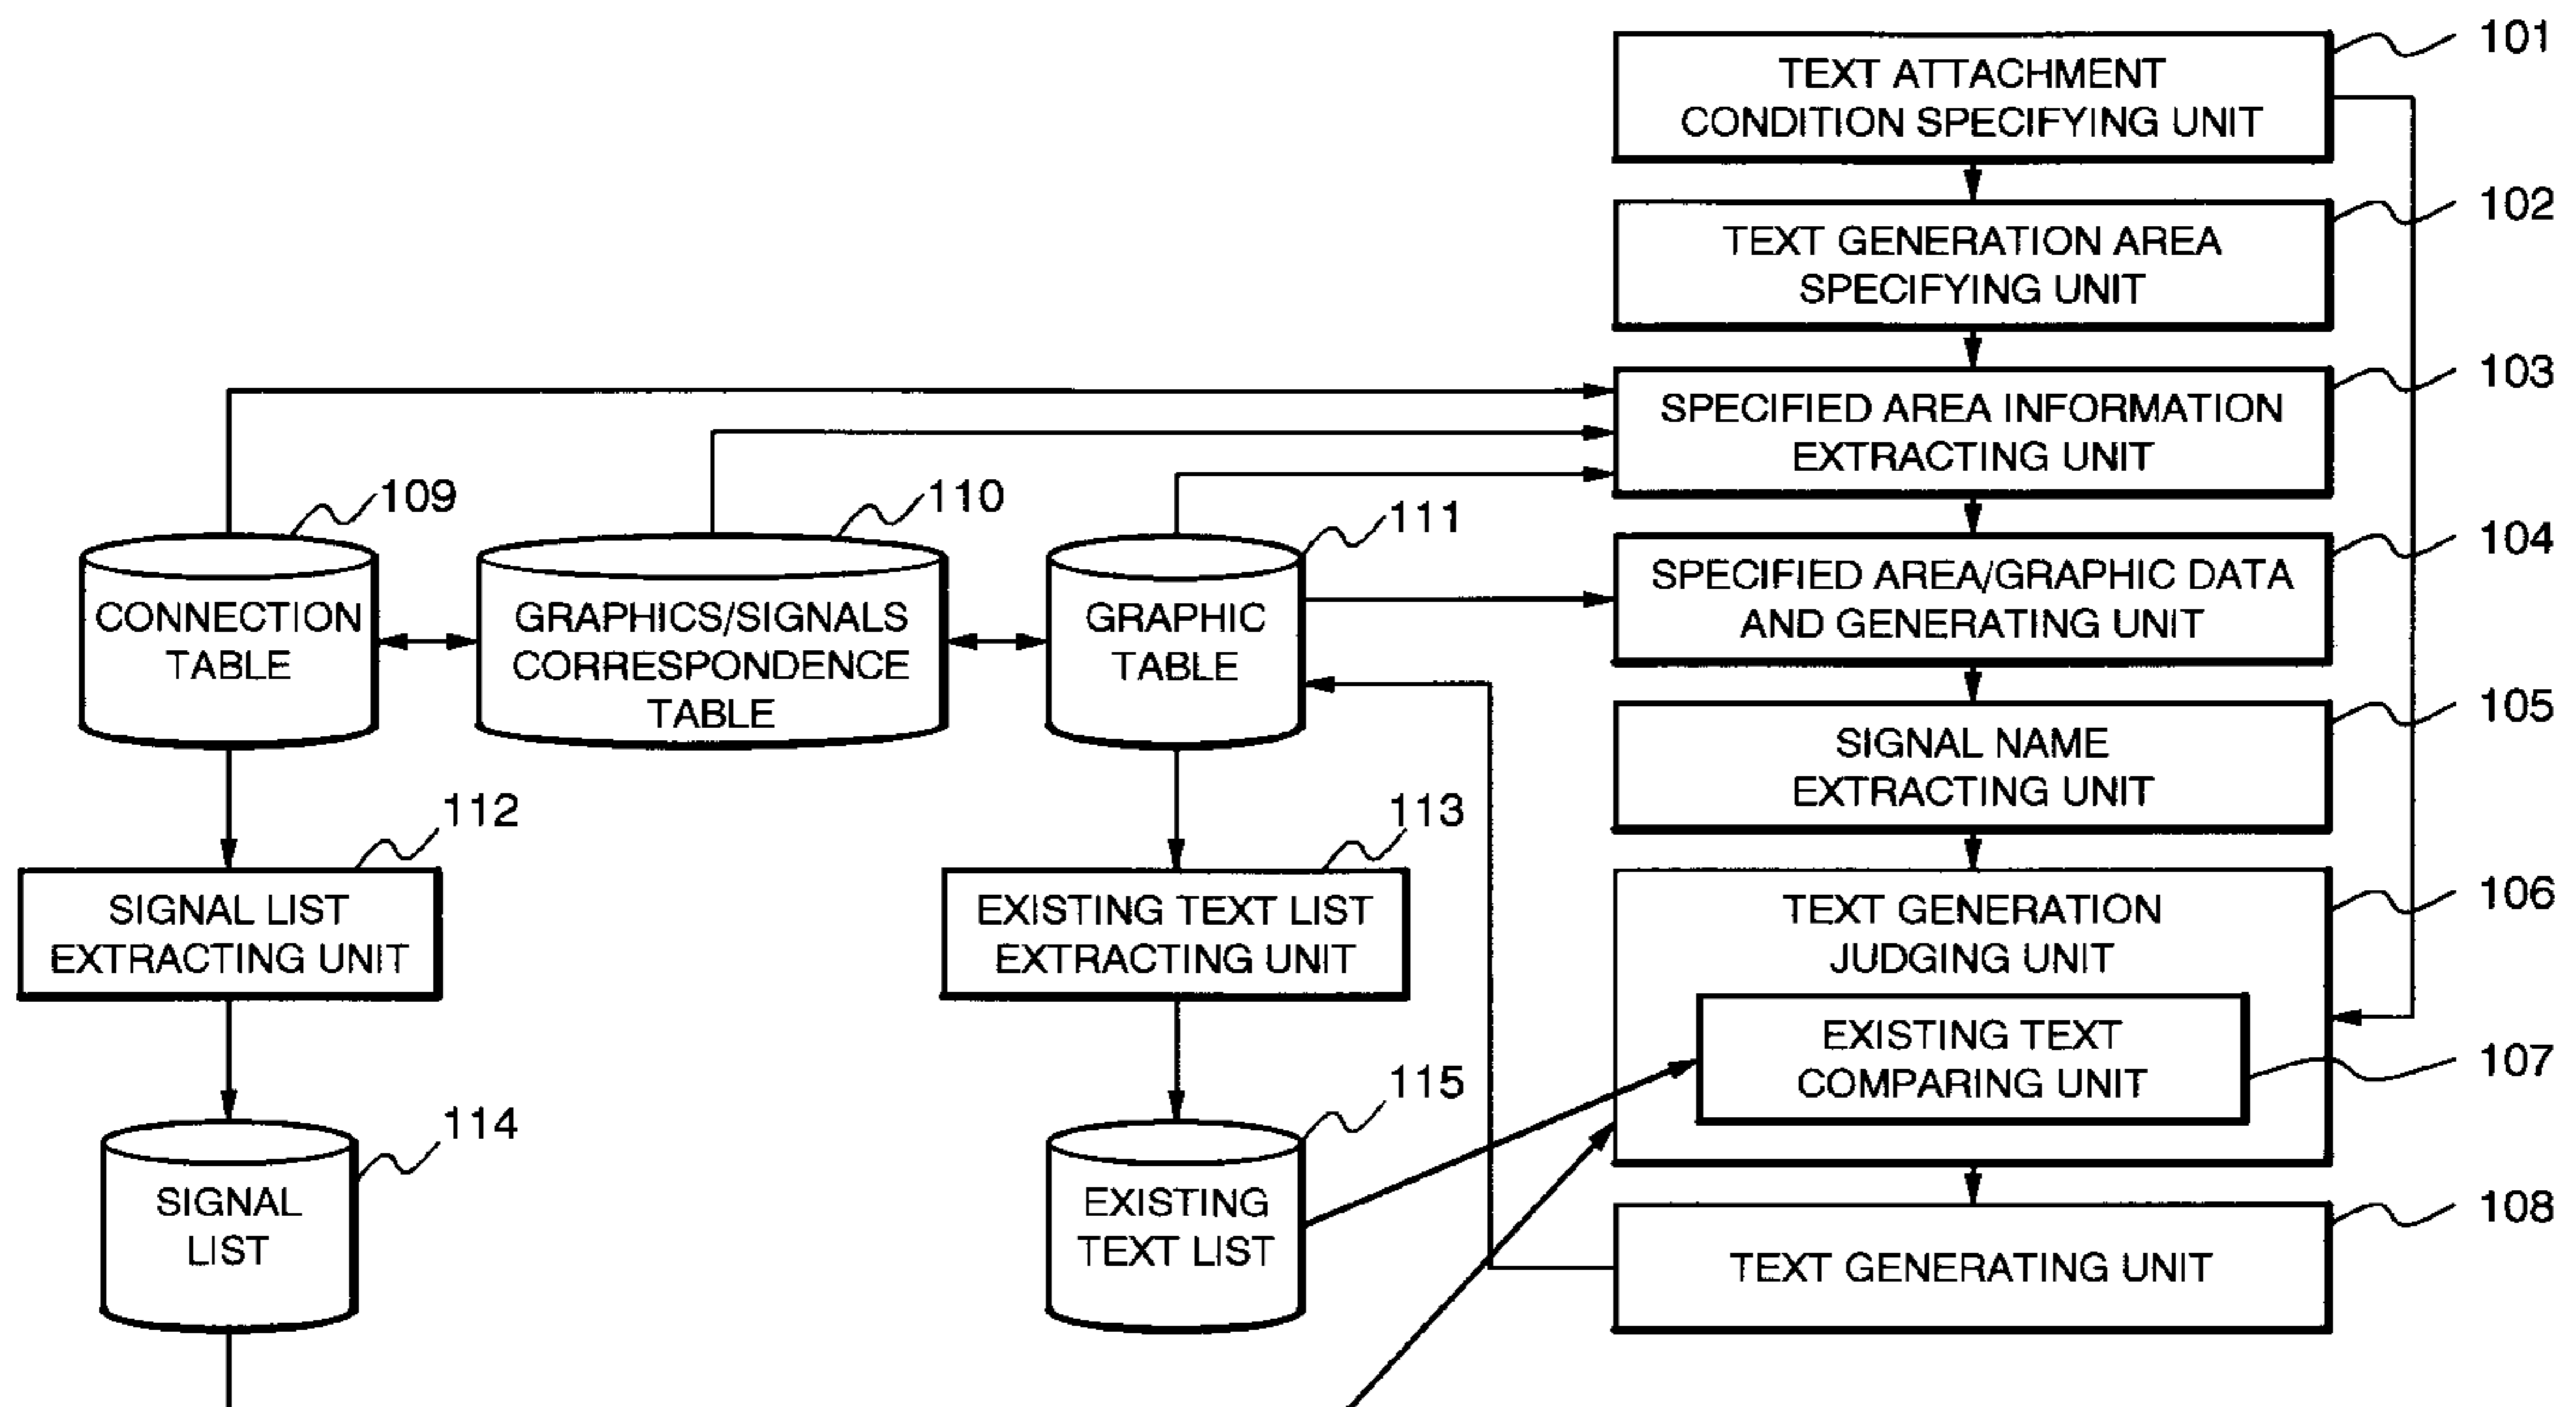 101
TEXT ATTACHMENT
CONDITION SPECIFYING UNIT
102
TEXT GENERATION AREA
SPECIFYING UNIT
103
SPECIFIED AREA INFORMATION
EXTRACTING UNIT
109
110
111
104
CONNECTION
TABLE
GRAPHICS/SIGNALS
CORRESPONDENCE
TABLE
GRAPHIC
TABLE
SPECIFIED AREA/GRAPHIC DATA
AND GENERATING UNIT
105
SIGNAL NAME
EXTRACTING UNIT
112
113
SIGNAL LIST
EXTRACTING UNIT
EXISTING TEXT LIST
EXTRACTING UNIT
106
TEXT GENERATION
JUDGING UNIT
EXISTING TEXT
COMPARING UNIT
107
114
115
SIGNAL
LIST
EXISTING
TEXT LIST
108
TEXT GENERATING UNIT